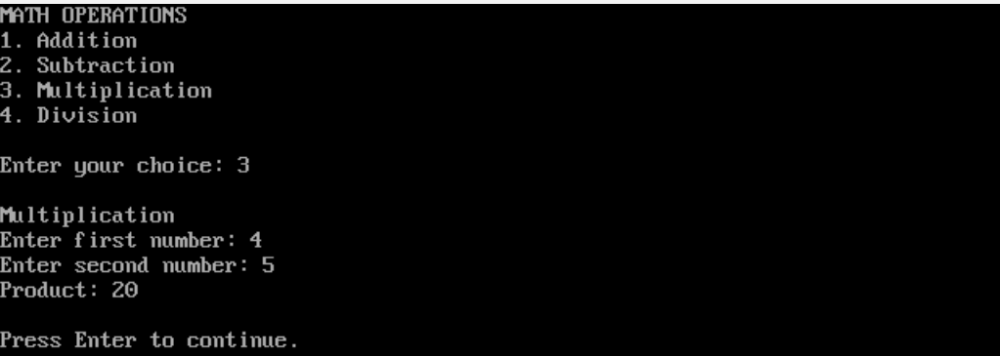 MATH OPERATIONS
1. Addition
2. Subtraction
3. Multiplication
4. Division
Enter your choice: 3
Multiplication
Enter first number: 4
Enter second number: 5
Product: 20
Press Enter to continue.